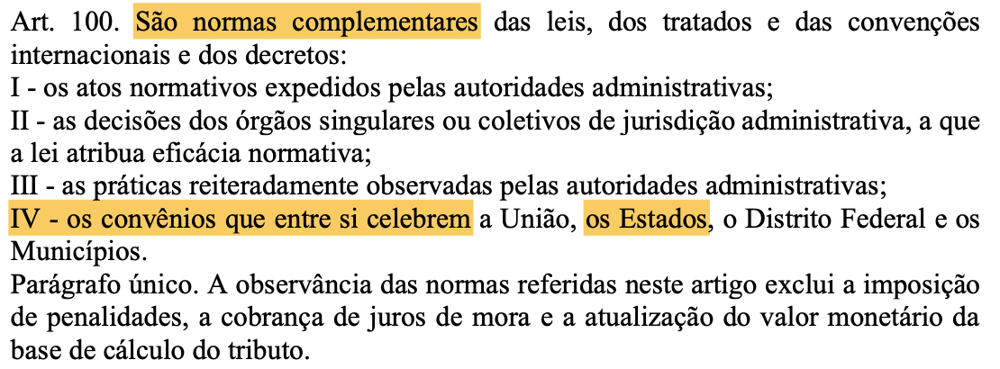 Art. 100. São normas complementares das leis, dos tratados e das convenções
internacionais e dos decretos:
I - os atos normativos expedidos pelas autoridades administrativas;
II - as decisões dos órgãos singulares ou coletivos de jurisdição administrativa, a que
a lei atribua eficácia normativa;
III - as práticas reiteradamente observadas pelas autoridades administrativas;
IV - os convênios que entre si celebrem a União, os Estados, o Distrito Federal e os
Municípios.
Parágrafo único. A observância das normas referidas neste artigo exclui a imposição
de penalidades, a cobrança de juros de mora e a atualização do valor monetário da
base de cálculo do tributo.